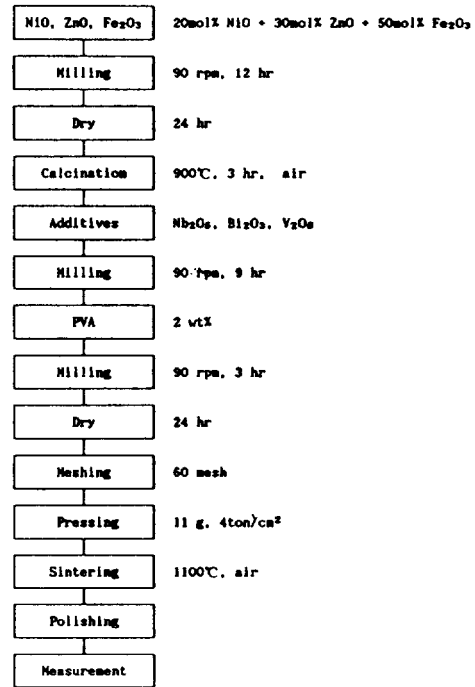 NiO, ZnO, Fe₂O₃ 20mol% NiO + 30mol% ZnO + 50mol% Fe₂O₃
Milling 90 rpm, 12 hr
Dry 24 hr
Calcination 900℃, 3 hr, air
Additives Nb₂O₅, Bi₂O₃, V₂O₅
Milling 90 rpm, 9 hr
PVA 2 wt%
Milling 90 rpm, 3 hr
Dry 24 hr
Meshing 60 mesh
Pressing 11 g, 4ton/cm²
Sintering 1100℃, air
Polishing
Measurement